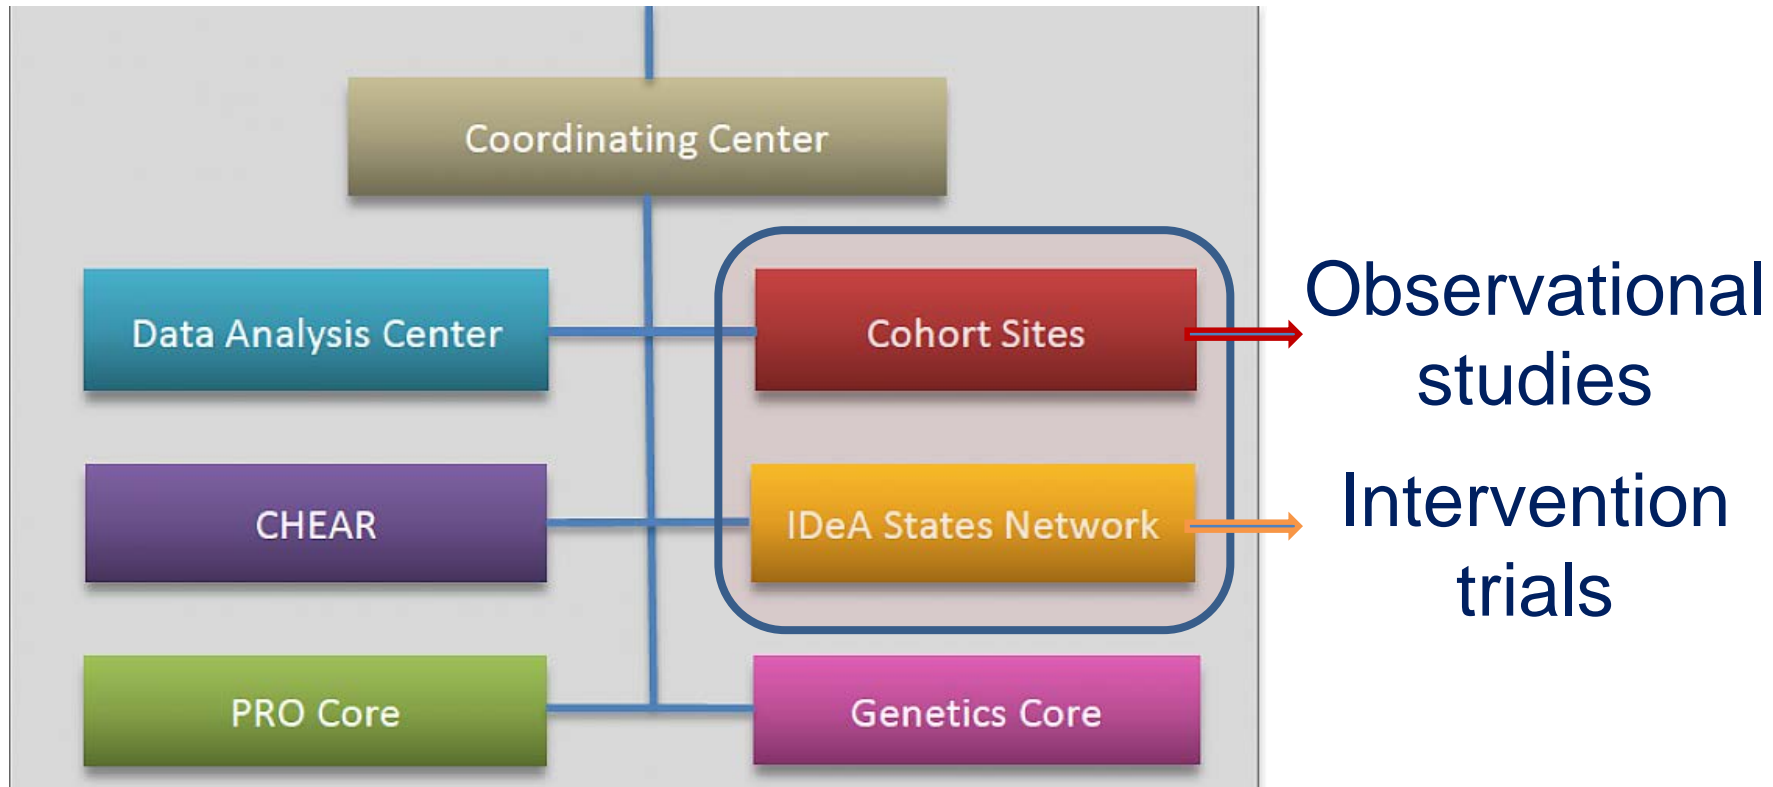 Coordinating Center
Data Analysis Center
Cohort Sites
Observational
studies
CHEAR
IDeA States Network
Intervention
trials
PRO Core
Genetics Core